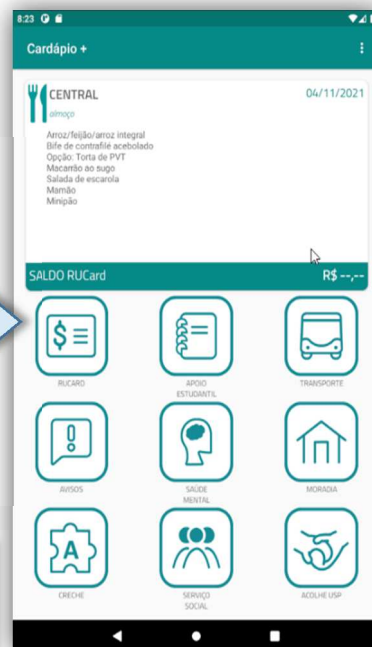 8:23
Cardápio +
CENTRAL
04/11/2021
almoço
Arroz/feijão/arroz integral
Bife de contrafilé acebolado
Opção: Torta de PVT
Macarrão ao sugo
Salada de escarola
Mamão
Minipão
SALDO RUCard
R$ --,--
RUCARD
APOIO
ESTUDANTIL
TRANSPORTE
AVISOS
SAÚDE
MENTAL
MORADIA
A
CRECHE
SERVIÇO
SOCIAL
ACOLHE USP